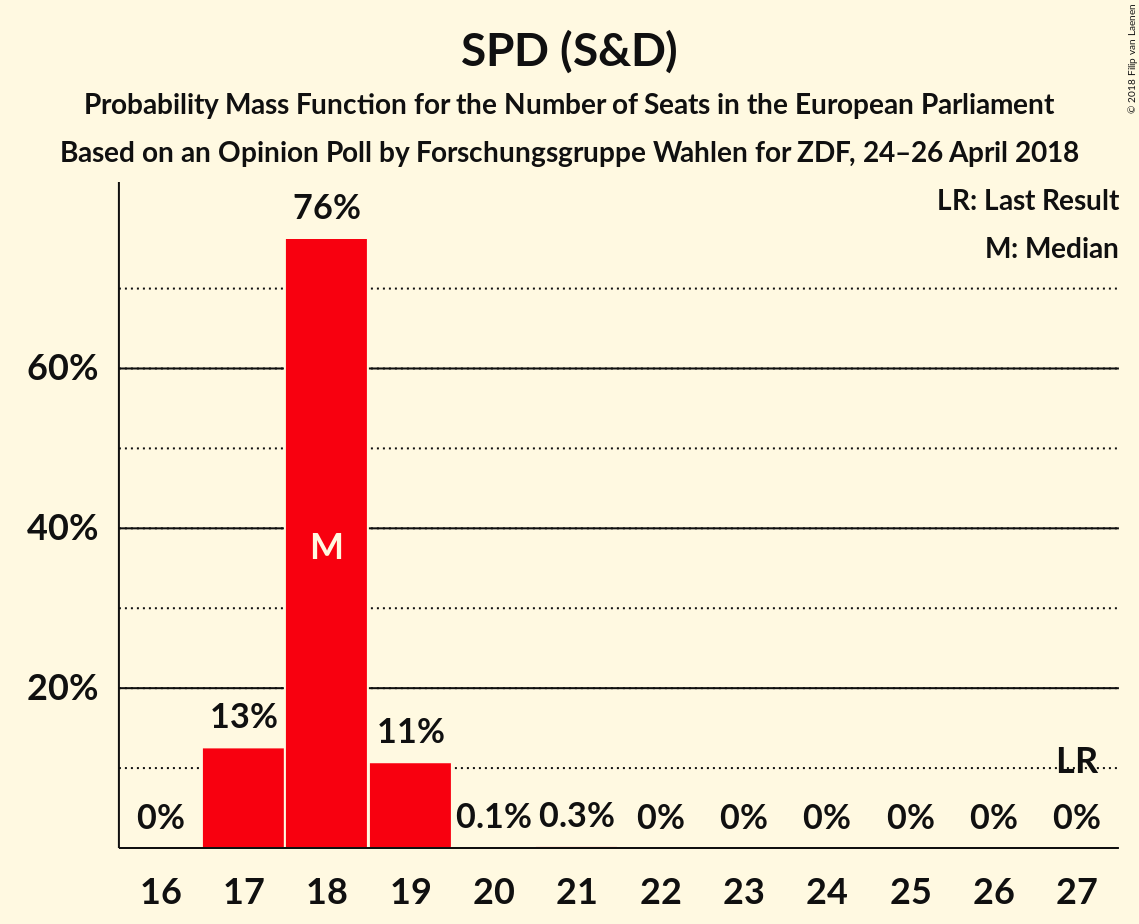 SPD (S&D)
Probability Mass Function for the Number of Seats in the European Parliament
Based on an Opinion Poll by Forschungsgruppe Wahlen for ZDF, 24–26 April 2018
© 2018 Filip van Laenen
LR: Last Result
M: Median
76%
60%
40%
M
20%
13%
11%
LR
0%
0.1%
0.3%
0%
0%
0%
0%
0%
0%
16 17 18 19 20 21 22 23 24 25 26 27